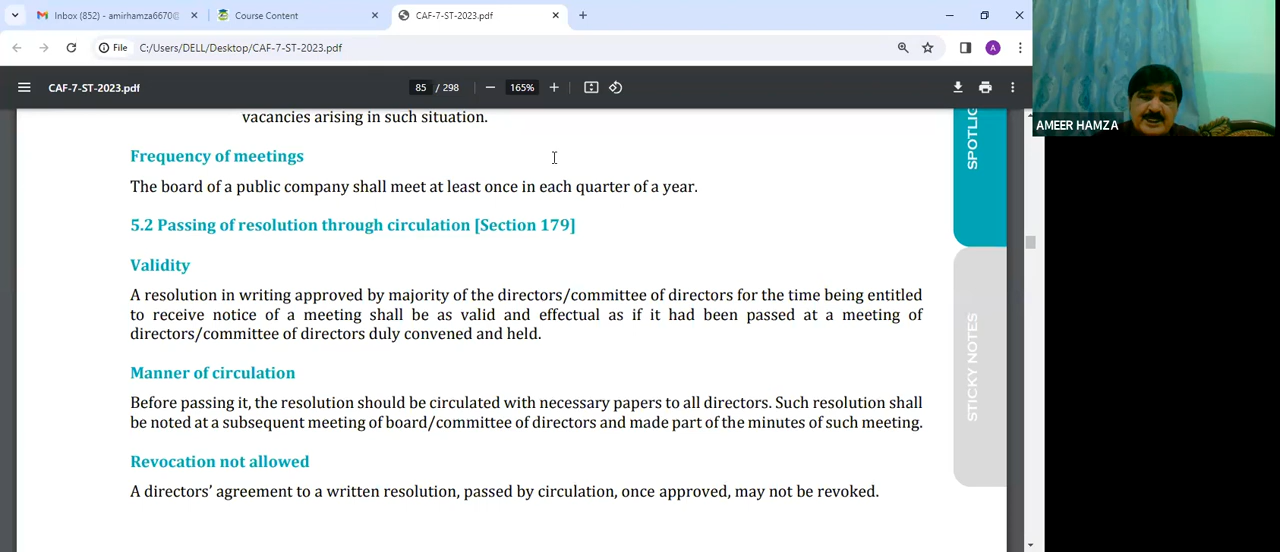 Inbox (852) - amirhamza6670@
Course Content
CAF-7-ST-2023.pdf
File C:/Users/DELL/Desktop/CAF-7-ST-2023.pdf
A
CAF-7-ST-2023.pdf
85 / 298
165%
AMEER HAMZA
vacancies arising in such situation.
Frequency of meetings
The board of a public company shall meet at least once in each quarter of a year.
5.2 Passing of resolution through circulation [Section 179]
Validity
A resolution in writing approved by majority of the directors/committee of directors for the time being entitled
to receive notice of a meeting shall be as valid and effectual as if it had been passed at a meeting of
directors/committee of directors duly convened and held.
Manner of circulation
Before passing it, the resolution should be circulated with necessary papers to all directors. Such resolution shall
be noted at a subsequent meeting of board/committee of directors and made part of the minutes of such meeting.
Revocation not allowed
A directors' agreement to a written resolution, passed by circulation, once approved, may not be revoked.
STICKY NOTES